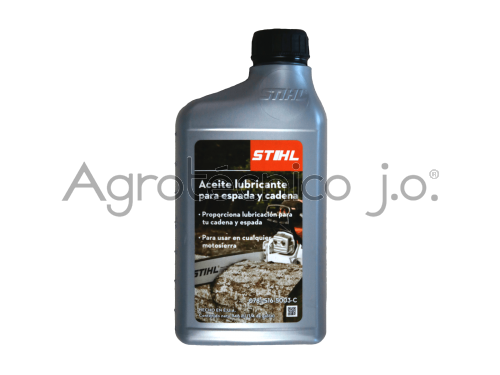 STIHL
STIHL
Aceite lubricante
para espada y cadena
Agrotécnico j.o.®
• Proporciona lubricación para
tu cadena y espada
• Para usar en cualquier
motosierra
STIHL